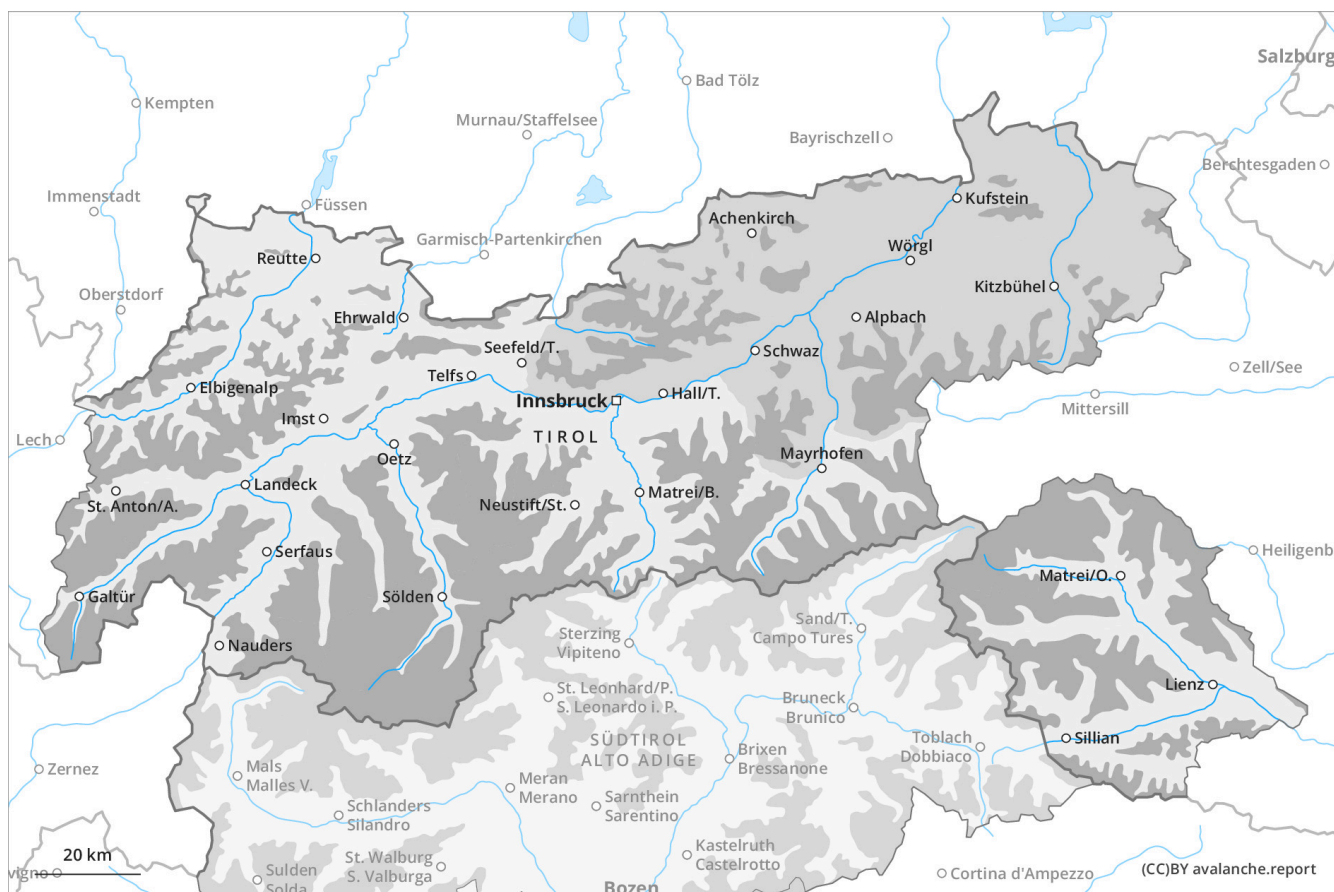 Salzburg
Bad Tölz
Kempten
Murnau/Staffelsee
Bayrischzell
Berchtesgaden
Immenstadt
Füssen
Kufstein
Achenkirch
Garmisch-Partenkirchen
Wörgl
Reutte
Kitzbühel
Oberstdorf
Ehrwald
Alpbach
Seefeld/T.
Schwaz
Zell/See
Telfs
Elbigenalp
Hall/T.
Mittersill
Innsbruck
Imst
Lech
TIROL
Oetz
Mayrhofen
Landeck
Matrei/B.
St. Anton/A.
Neustift/St.
Serfaus
Heiligenb
Matrei/O.
Galtür
Sölden
Sand/T.
Campo Tures
Sterzing
Vipiteno
Nauders
Lienz
St. Leonhard/P.
S. Leonardo i. P.
Bruneck
Brunico
SÜDTIROL
ALTO ADIGE
Sillian
Toblach
Dobbiaco
Brixen
Bressanone
Zernez
Mals
Malles V.
Meran
Merano
Sarnthein
Sarentino
Schlanders
Silandro
20 km
Kastelruth
Castelrotto
St. Walburg
S. Valburga
vigno
Sulden
Solda
Bozen
Cortina d'Ampezzo
(CC)BY avalanche.report